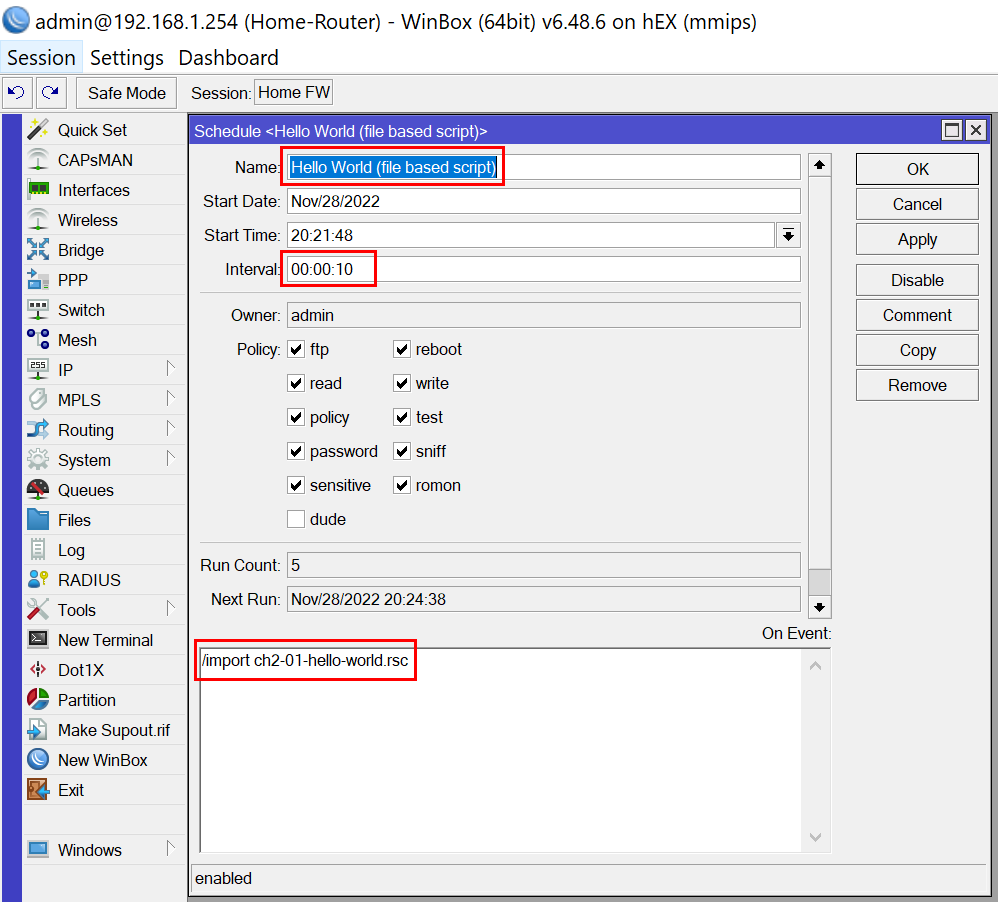 admin@192.168.1.254 (Home-Router) - WinBox (64bit) v6.48.6 on hEX (mmips)
Session Settings Dashboard
Safe Mode Session: Home FW
Quick Set
CAPsMAN
Interfaces
Wireless
Bridge
PPP
Switch
Mesh
255 IP
MPLS
Routing
System
Queues
Files
Log
RADIUS
Tools
New Terminal
Dot1X
Partition
Make Supout.rif
New WinBox
Exit
Windows
Schedule <Hello World (file based script)>
Name: Hello World (file based script)
Start Date: Nov/28/2022
Start Time: 20:21:48
Interval: 00:00:10
Owner: admin
Policy: ftp reboot
read write
policy test
password sniff
sensitive romon
dude
Run Count: 5
Next Run: Nov/28/2022 20:24:38
On Event:
/import ch2-01-hello-world.rsc
enabled
OK
Cancel
Apply
Disable
Comment
Copy
Remove